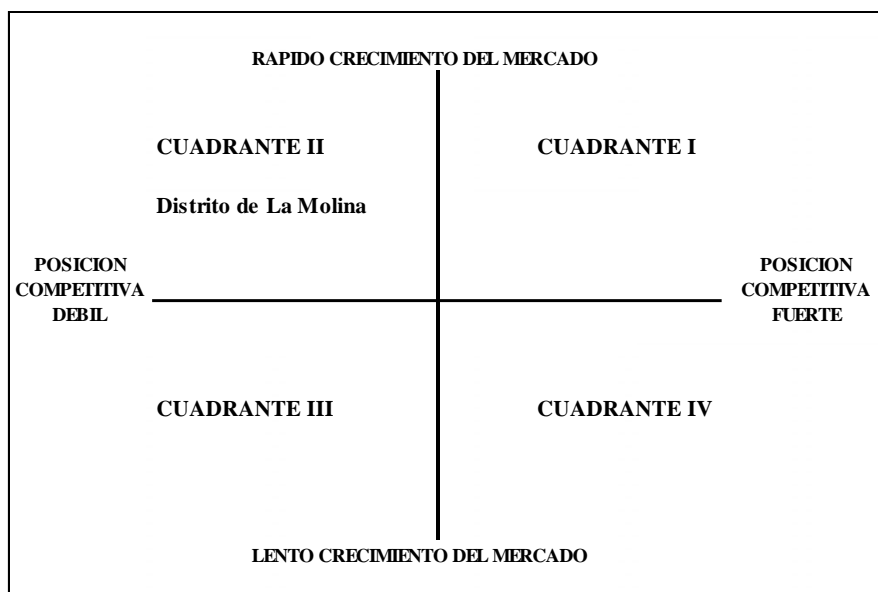 RAPIDO CRECIMIENTO DEL MERCADO
CUADRANTE II
CUADRANTE I
Distrito de La Molina
POSICION
COMPETITIVA
DEBIL
POSICION
COMPETITIVA
FUERTE
CUADRANTE III
CUADRANTE IV
LENTO CRECIMIENTO DEL MERCADO